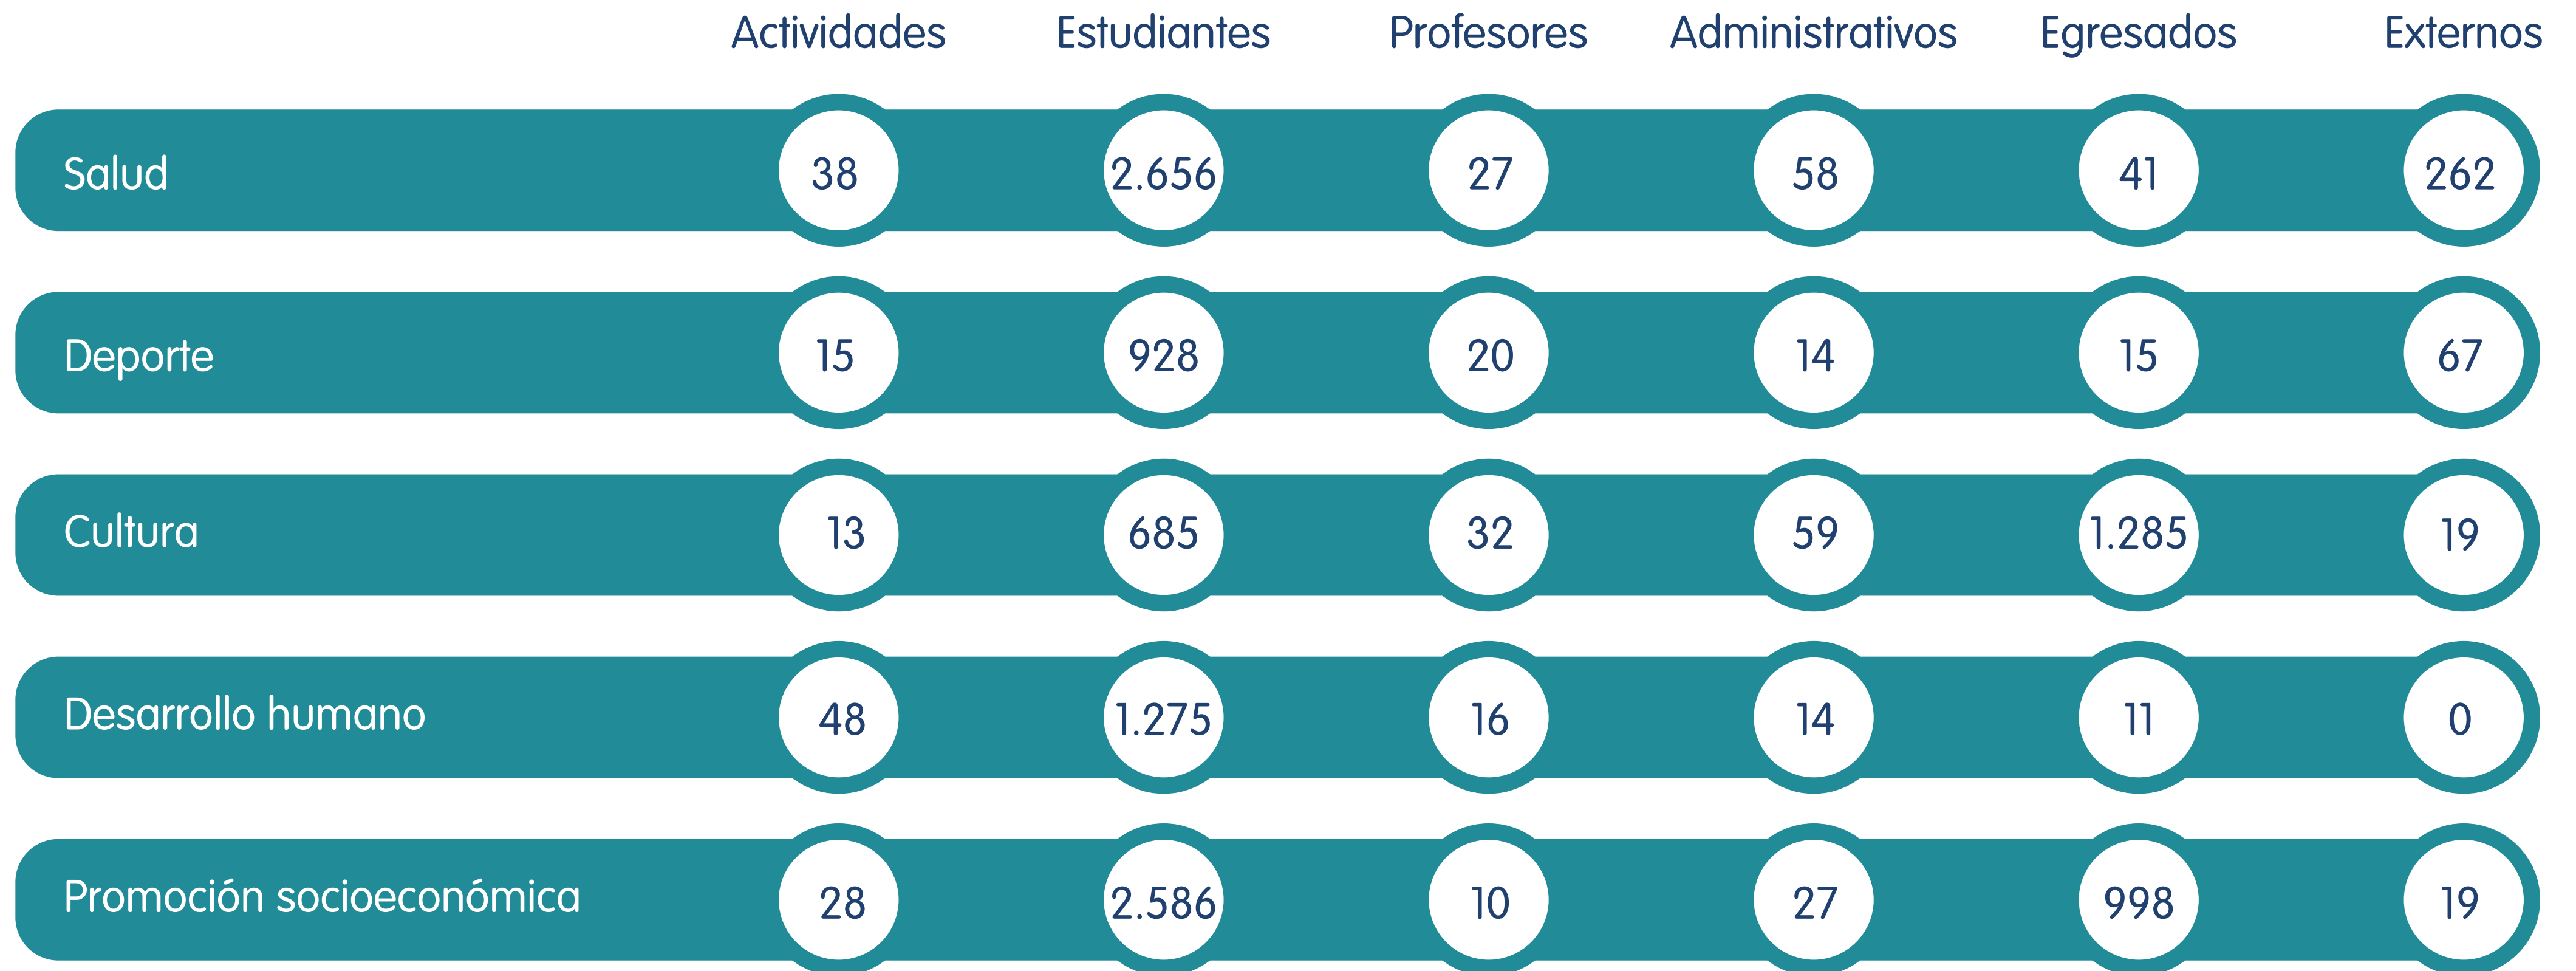 Actividades Estudiantes Profesores Administrativos Egresados Externos
Salud 38 2.656 27 58 41 262
Deporte 15 928 20 14 15 67
Cultura 13 685 32 59 1.285 19
Desarrollo humano 48 1.275 16 14 11 0
Promoción socioeconómica 28 2.586 10 27 998 19